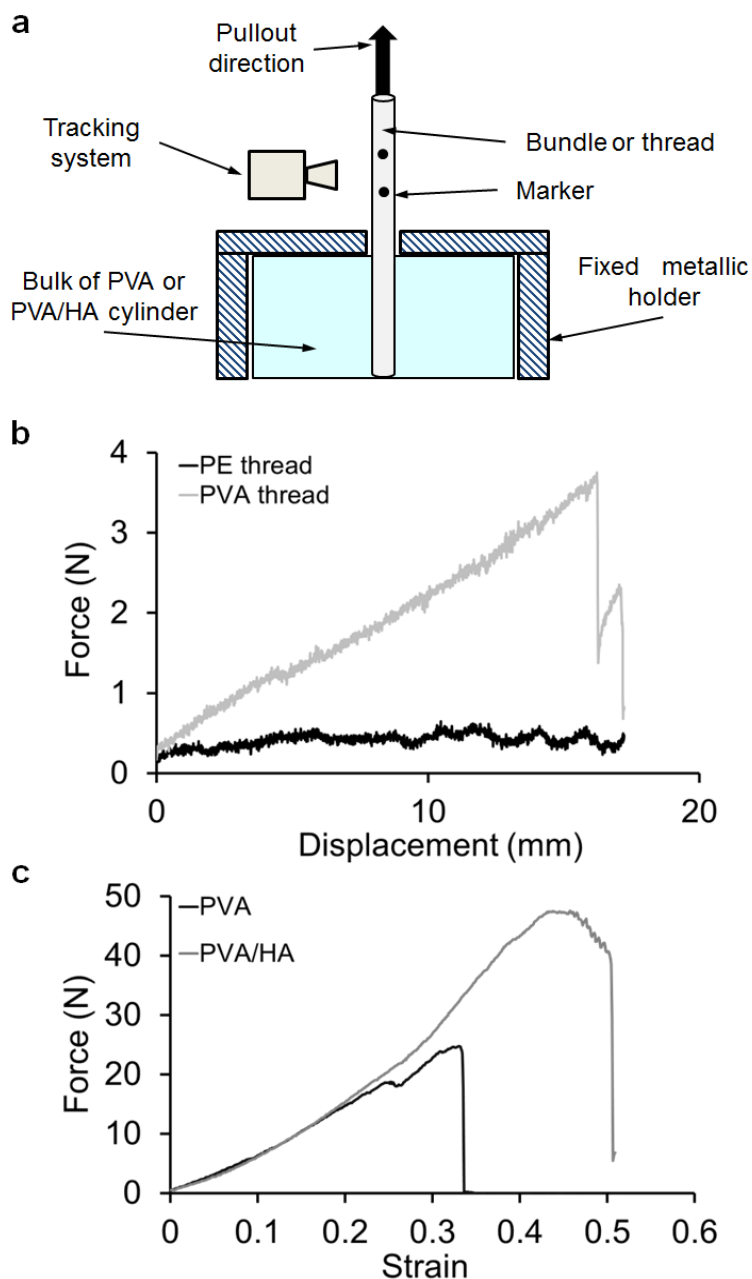 a
Pullout
direction
Tracking
system
Bundle or thread
Marker
Bulk of PVA or
PVA/HA cylinder
Fixed metallic
holder
b
PE thread
PVA thread
Force (N)
4
3
2
1
0
0 10 20
Displacement (mm)
c
PVA
PVA/HA
Force (N)
50
40
30
20
10
0
0 0.1 0.2 0.3 0.4 0.5 0.6
Strain